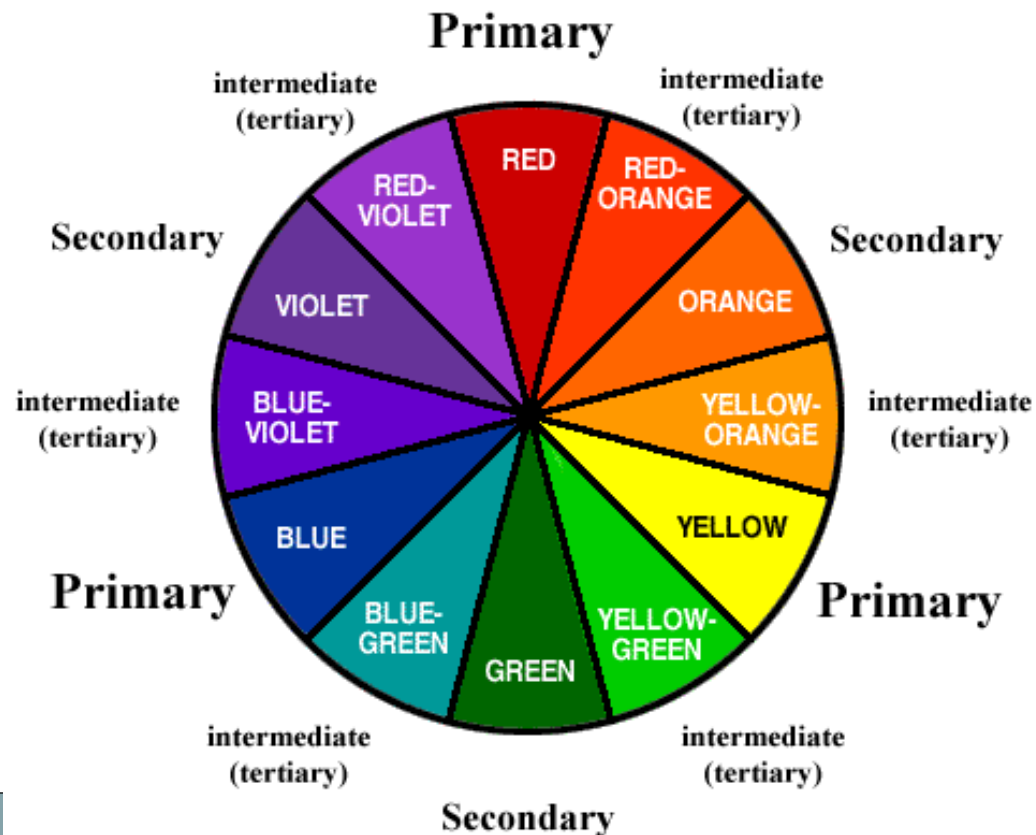 Primary
intermediate
(tertiary)
intermediate
(tertiary)
RED
RED-
ORANGE
RED-
VIOLET
Secondary
Secondary
ORANGE
VIOLET
intermediate
(tertiary)
BLUE-
VIOLET
YELLOW-
ORANGE
intermediate
(tertiary)
BLUE
YELLOW
Primary
Primary
BLUE-
GREEN
YELLOW-
GREEN
GREEN
intermediate
(tertiary)
intermediate
(tertiary)
Secondary